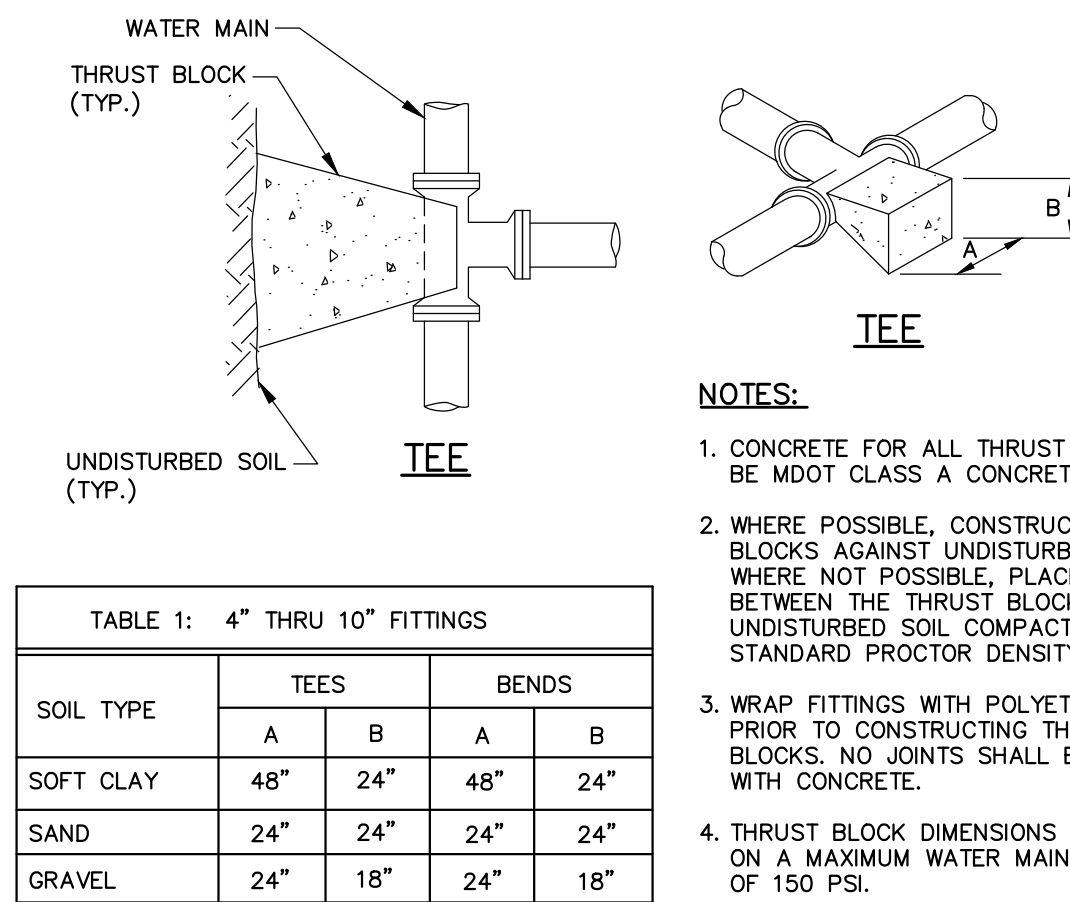 WATER MAIN
THRUST BLOCK
(TYP.)
UNDISTURBED SOIL
(TYP.)
TEE
B
A
TEE
NOTES:
1. CONCRETE FOR ALL THRUST
BE MDOT CLASS A CONCRET
2. WHERE POSSIBLE, CONSTRUC
BLOCKS AGAINST UNDISTURB
WHERE NOT POSSIBLE, PLAC
BETWEEN THE THRUST BLOC
UNDISTURBED SOIL COMPACT
STANDARD PROCTOR DENSITY
3. WRAP FITTINGS WITH POLYET
PRIOR TO CONSTRUCTING TH
BLOCKS. NO JOINTS SHALL
WITH CONCRETE.
4. THRUST BLOCK DIMENSIONS
ON A MAXIMUM WATER MAIN
OF 150 PSI.
TABLE 1: 4" THRU 10" FITTINGS
SOIL TYPE TEES BENDS
A B A B
SOFT CLAY 48" 24" 48" 24"
SAND 24" 24" 24" 24"
GRAVEL 24" 18" 24" 18"